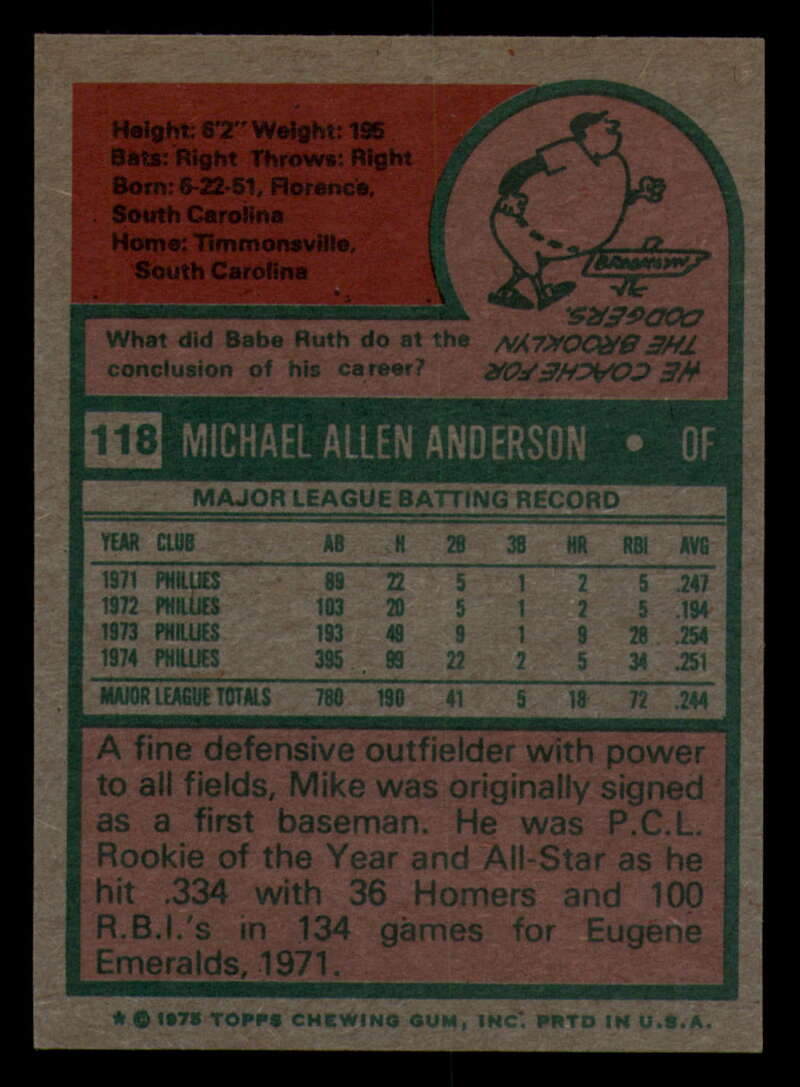 Height: 6'2" Weight: 195
Bats: Right Throws: Right
Born: 6-22-51, Florence,
South Carolina
Home: Timmonsville,
South Carolina
What did Babe Ruth do at the
conclusion of his career?
BROOKLYN
HE COACHED FOR
THE BROOKLYN
DODGERS.
118 MICHAEL ALLEN ANDERSON • OF
MAJOR LEAGUE BATTING RECORD
YEAR CLUB AB H 2B 3B HR RBI AVG
1971 PHILLIES 89 22 5 1 2 5 .247
1972 PHILLIES 103 20 5 1 2 5 .194
1973 PHILLIES 193 49 9 1 9 28 .254
1974 PHILLIES 395 99 22 2 5 34 .251
MAJOR LEAGUE TOTALS 780 190 41 5 18 72 .244
A fine defensive outfielder with power
to all fields, Mike was originally signed
as a first baseman. He was P.C.L.
Rookie of the Year and All-Star as he
hit .334 with 36 Homers and 100
R.B.I.'s in 134 games for Eugene
Emeralds, 1971.
* © 1975 TOPPS CHEWING GUM, INC. PRTD IN U.S.A.